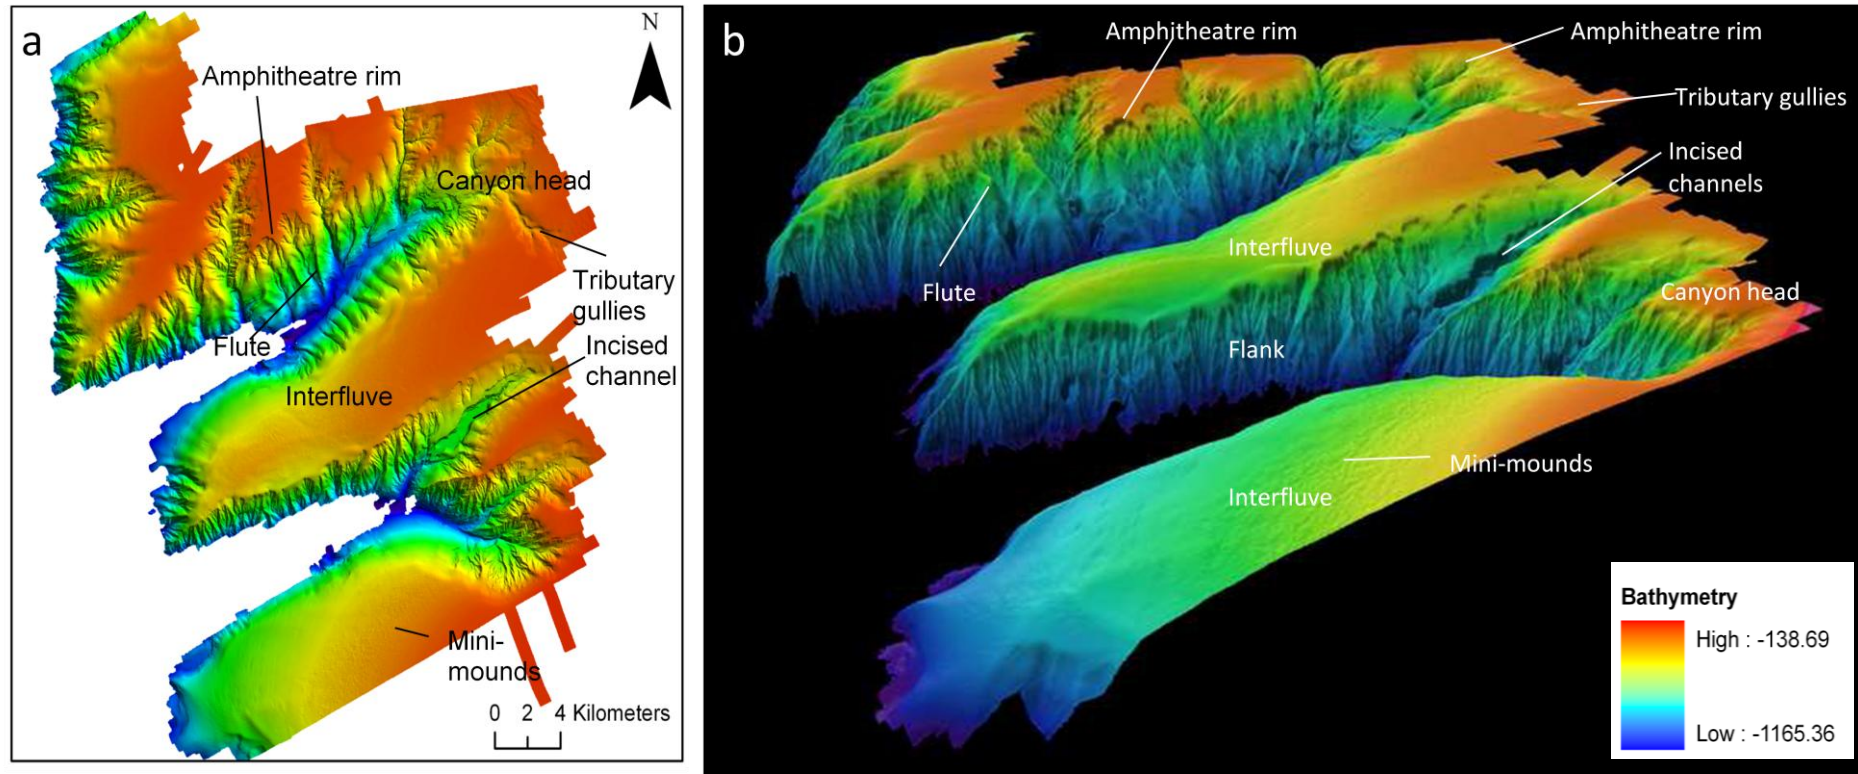 a
N
Amphitheatre rim
Canyon head
Tributary
gullies
Flute
Incised
channel
Interfluve
Mini-
mounds
0 2 4 Kilometers
b
Amphitheatre rim
Amphitheatre rim
Tributary gullies
Incised
channels
Interfluve
Flute
Canyon head
Flank
Mini-mounds
Interfluve
Bathymetry
High : -138.69
Low : -1165.36